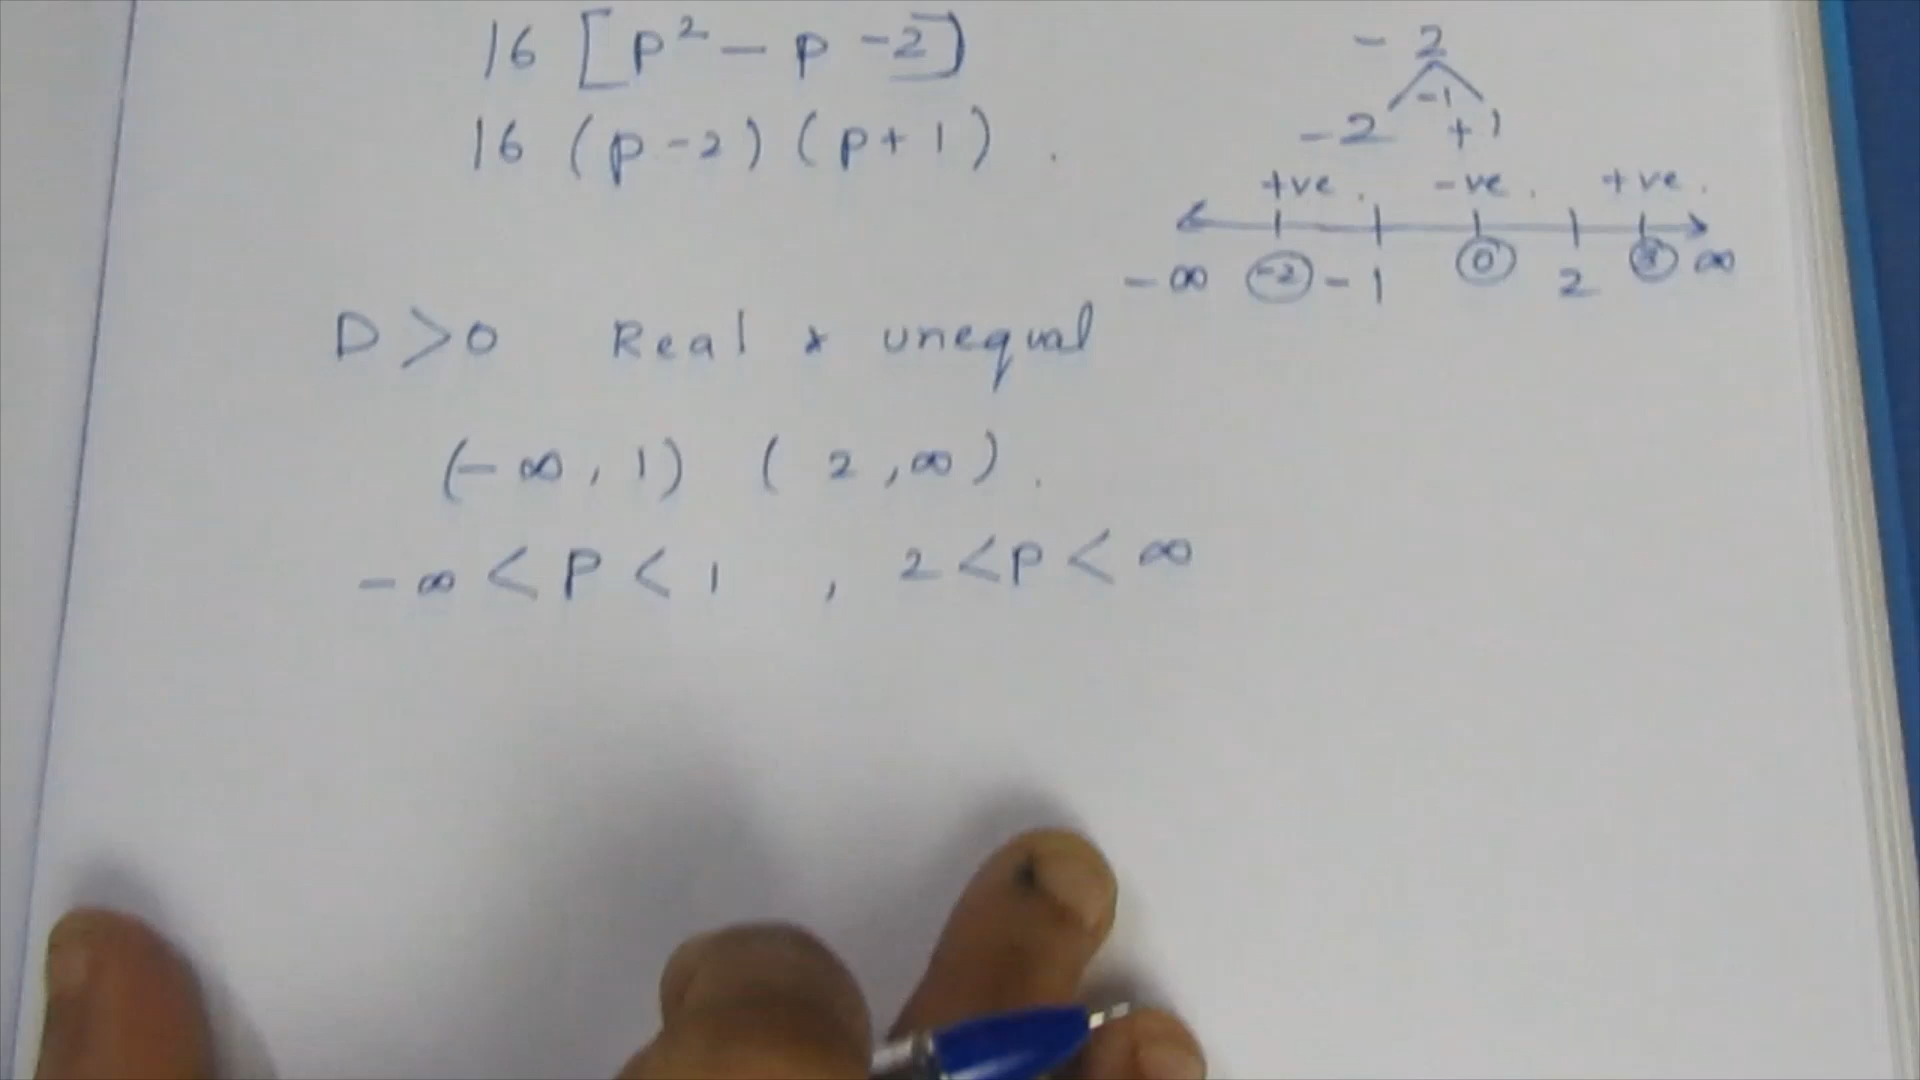 16 [p² - p - 2]
16 (p-2) (p+1) .
- 2
-1
-2 +1
+ve . -ve . +ve .
-∞ -2 -1 0 2 3 ∞
D > 0 Real & unequal
(-∞, 1) (2, ∞) .
-∞ < P < 1 , 2 < P < ∞